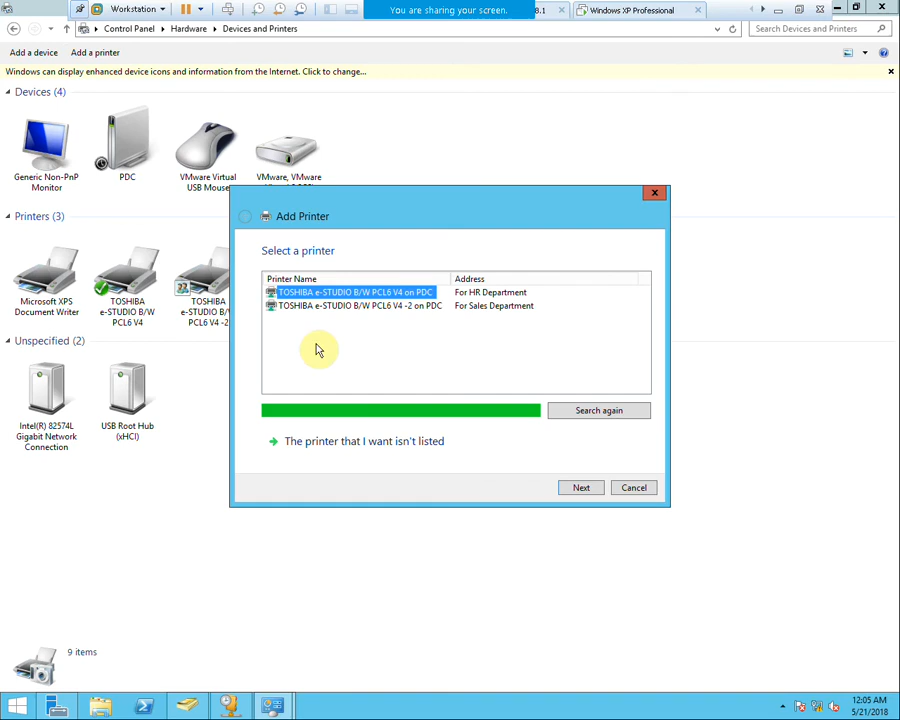 Workstation
You are sharing your screen.
8.1
Windows XP Professional
Control Panel
Hardware
Devices and Printers
Search Devices and Printers
Add a device
Add a printer
Windows can display enhanced device icons and information from the Internet. Click to change...
Devices (4)
Generic Non-PnP
Monitor
PDC
VMware Virtual
USB Mouse
VMware, VMware
Printers (3)
Microsoft XPS
Document Writer
TOSHIBA
e-STUDIO B/W
PCL6 V4
TOSHIBA
e-STUDIO B/W
PCL6 V4 -2
Unspecified (2)
Intel(R) 82574L
Gigabit Network
Connection
USB Root Hub
(xHCI)
Add Printer
Select a printer
Printer Name Address
TOSHIBA e-STUDIO B/W PCL6 V4 on PDC For HR Department
TOSHIBA e-STUDIO B/W PCL6 V4 -2 on PDC For Sales Department
Search again
The printer that I want isn't listed
Next
Cancel
9 items
12:05 AM
5/21/2018